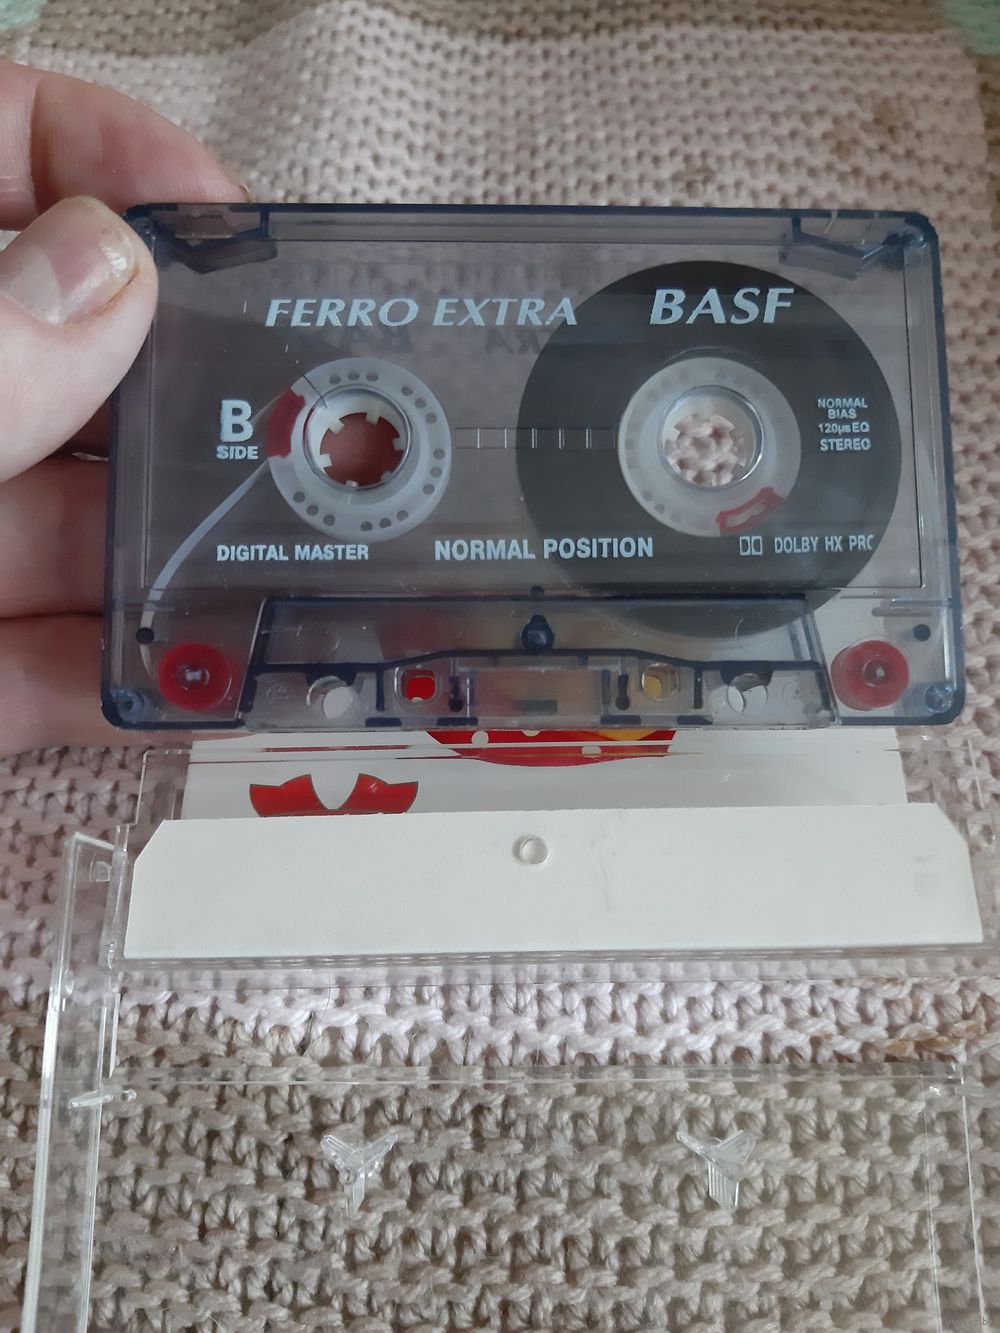 FERRO EXTRA
BASF
B
SIDE
NORMAL
BIAS
120µs EQ
STEREO
DIGITAL MASTER
NORMAL POSITION
DOLBY HX PRO